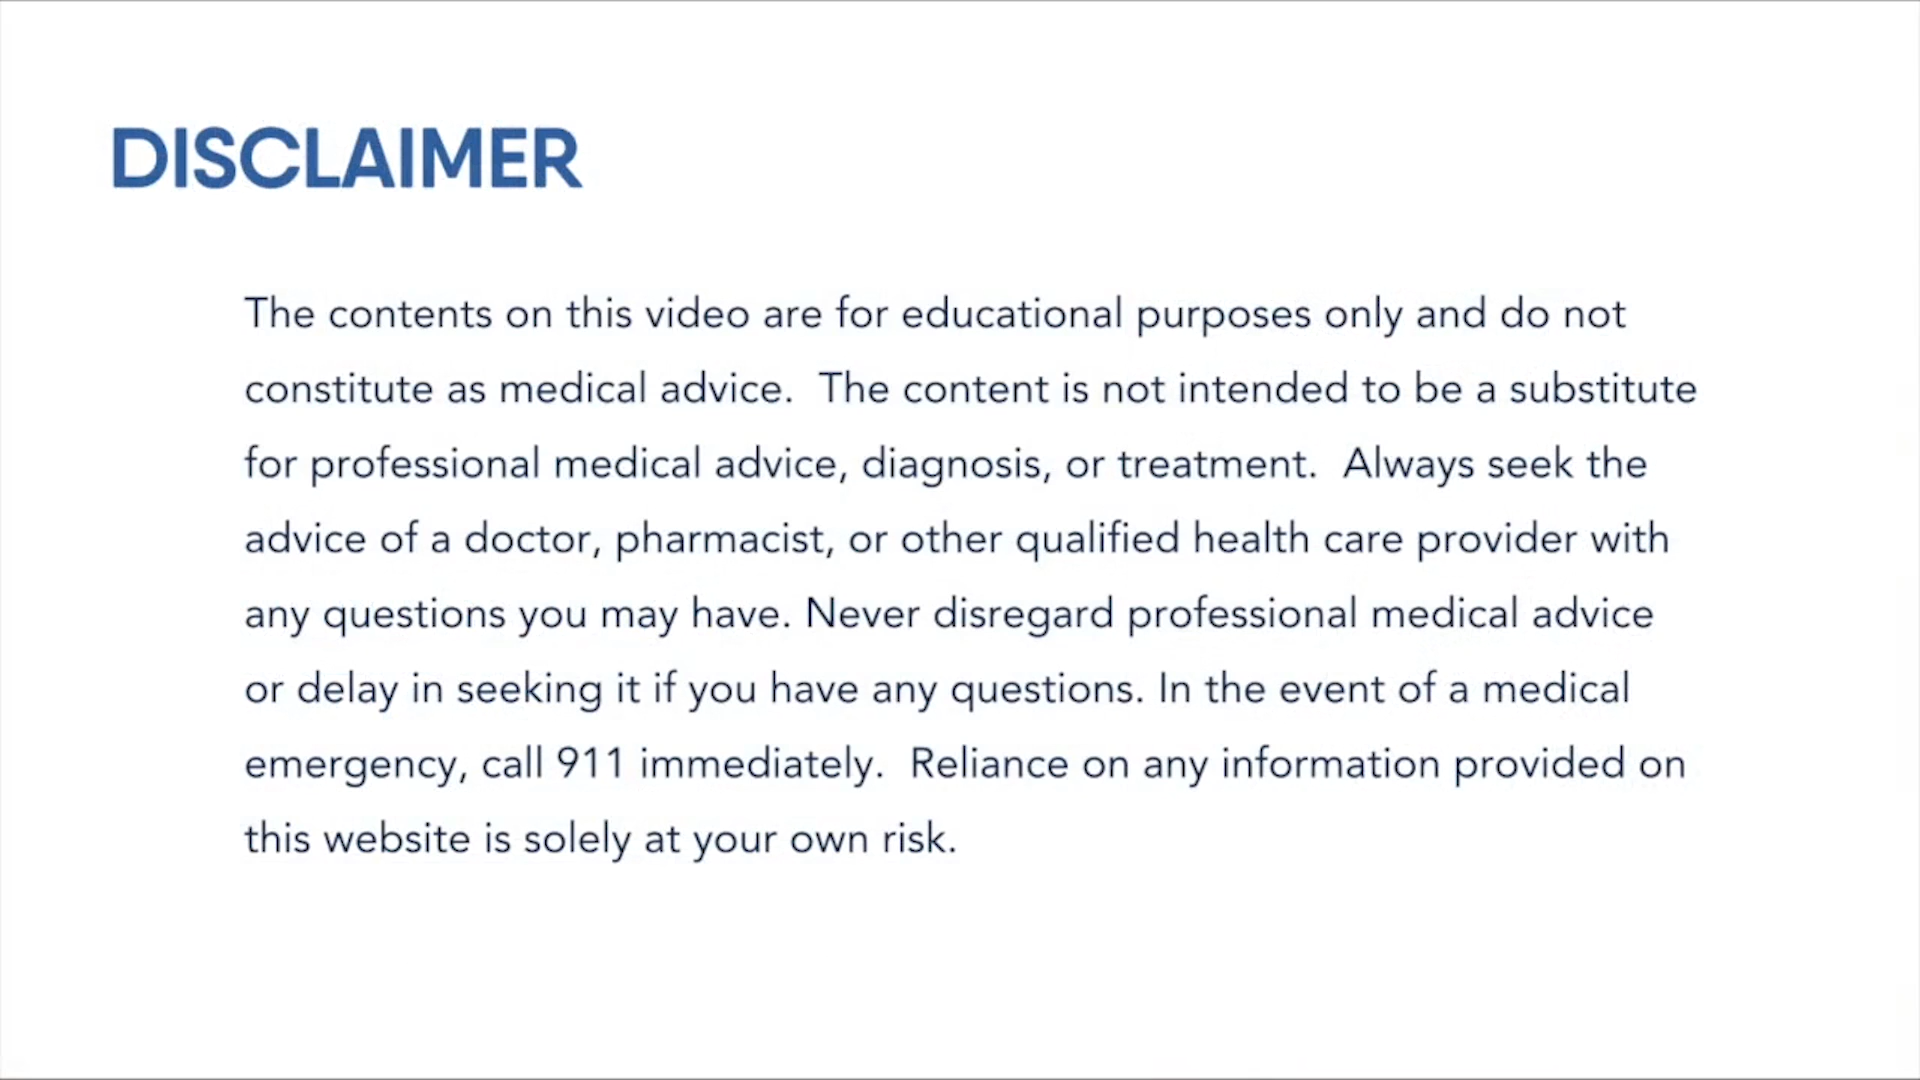 DISCLAIMER
The contents on this video are for educational purposes only and do not
constitute as medical advice.  The content is not intended to be a substitute
for professional medical advice, diagnosis, or treatment.  Always seek the
advice of a doctor, pharmacist, or other qualified health care provider with
any questions you may have. Never disregard professional medical advice
or delay in seeking it if you have any questions. In the event of a medical
emergency, call 911 immediately.  Reliance on any information provided on
this website is solely at your own risk.